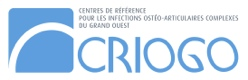 CENTRES DE RÉFÉRENCE
POUR LES INFECTIONS OSTÉO-ARTICULAIRES COMPLEXES
DU GRAND OUEST
CRIOGO